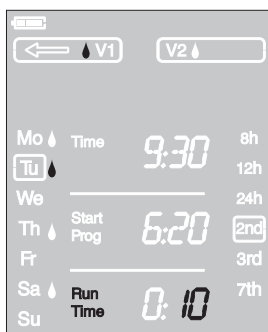 V1 V2
Mo Time 9:30 8h
Tu 12h
We 24h
Th Start Prog 6:20 2nd
Fr 3rd
Sa Run Time 0:10 7th
Su